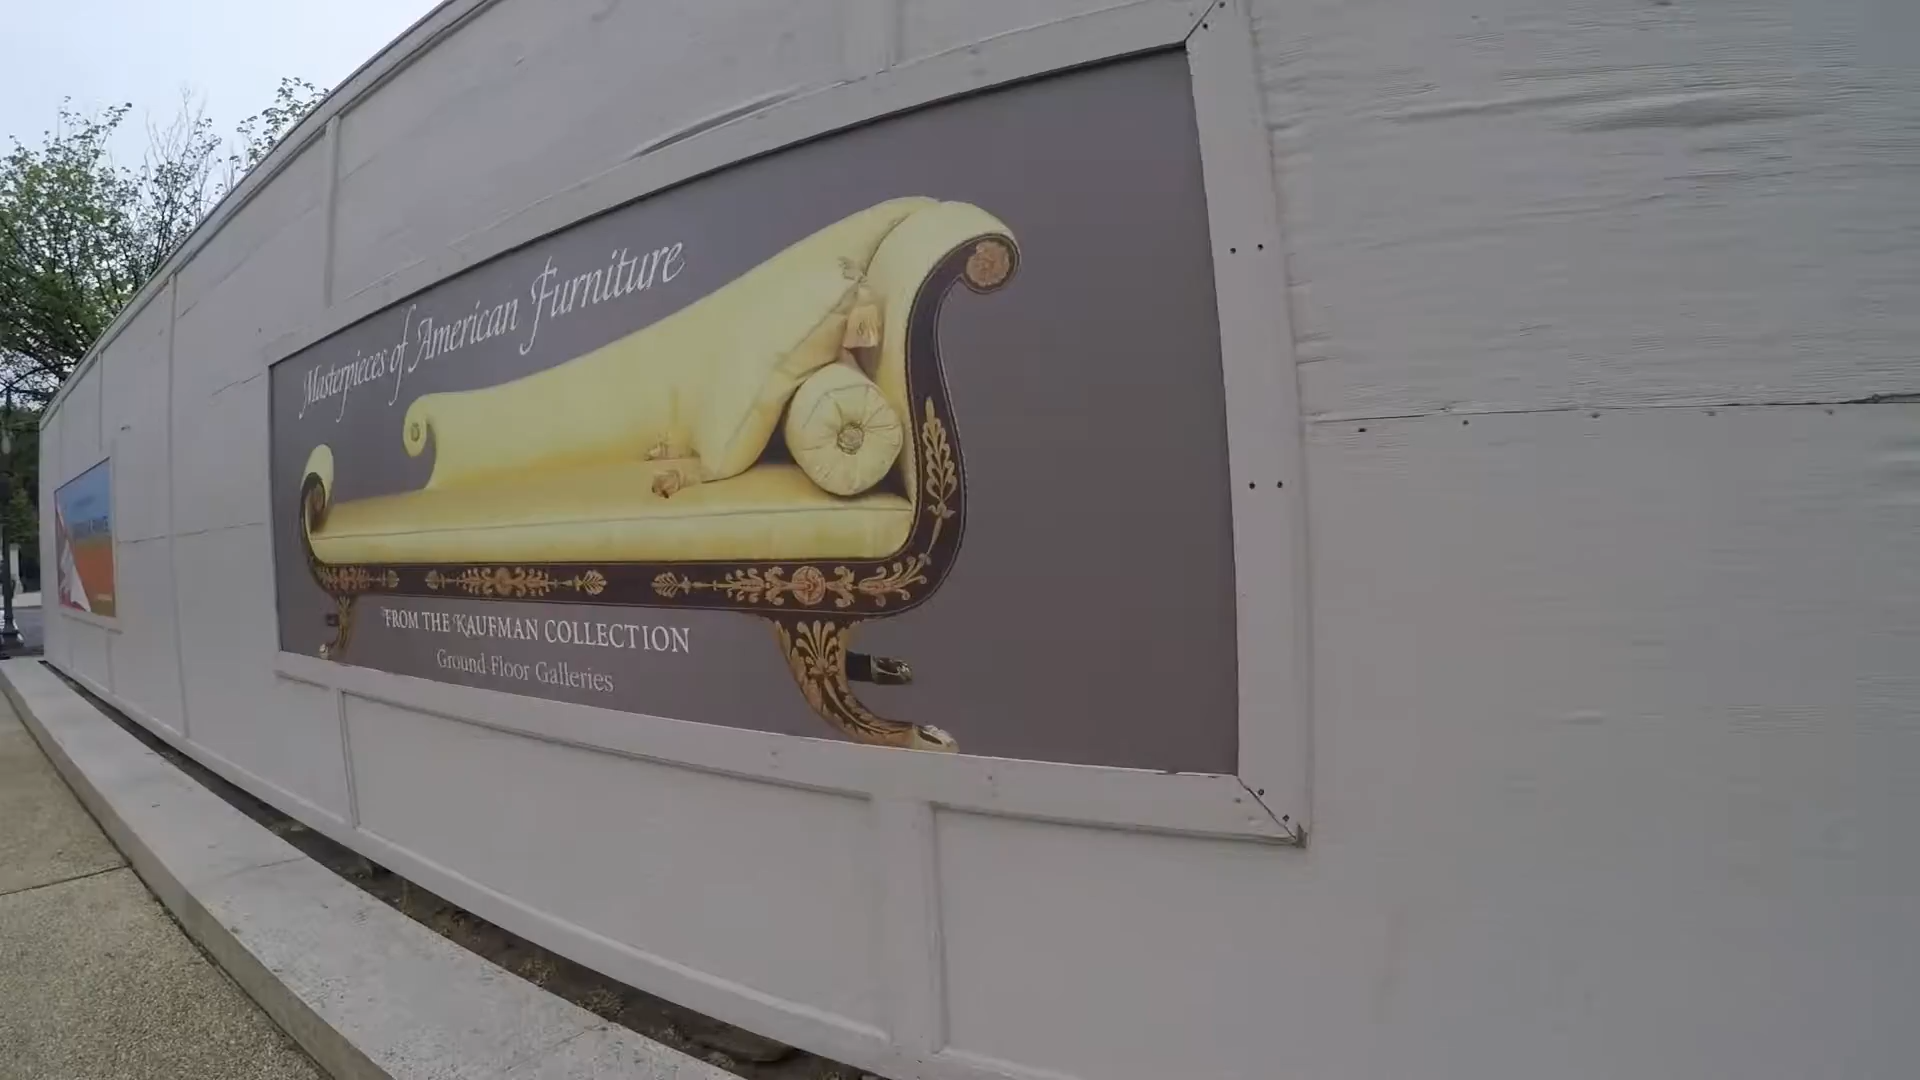 Masterpieces of American Furniture
FROM THE KAUFMAN COLLECTION
Ground Floor Galleries